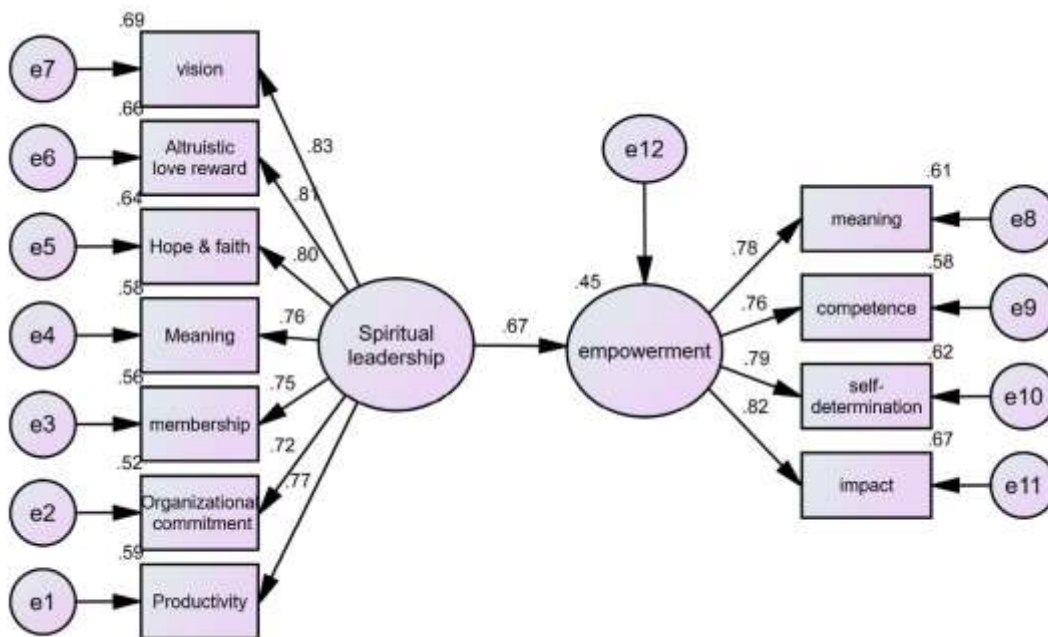 .69
e7
vision
.66
e6
Altruistic
love reward
.64
e5
Hope & faith
.58
e4
Meaning
.56
e3
membership
.52
e2
Organizational
commitment
.59
e1
Productivity
.83
.81
.80
.76
.75
.72
.77
Spiritual
leadership
.67
e12
.45
empowerment
.78
.76
.79
.82
.61
meaning
e8
.58
competence
e9
.62
self-
determination
e10
.67
impact
e11